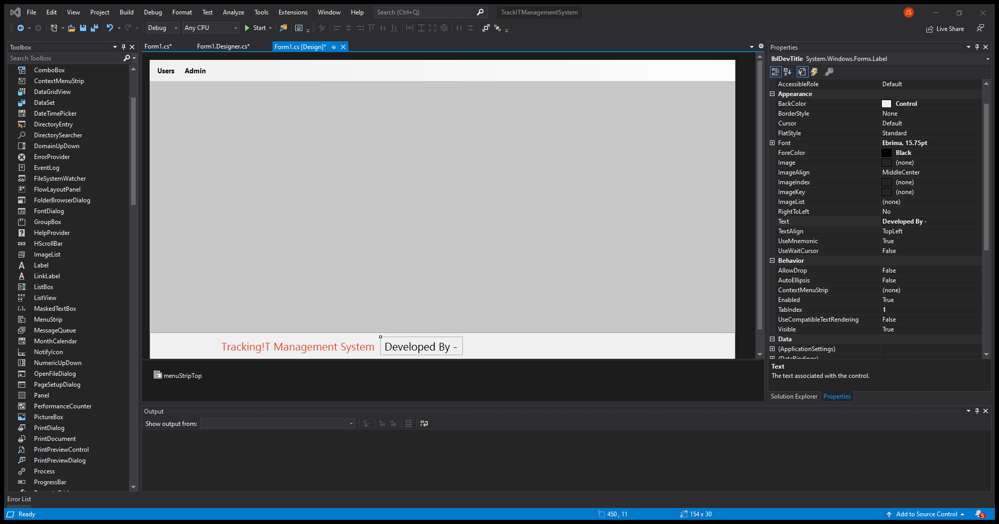 File Edit View Project Build Debug Format Test Analyze Tools Extensions Window Help Search (Ctrl+Q) TrackITManagementSystem JS
Debug Any CPU Start Live Share
Toolbox
Search Toolbox
ComboBox
ContextMenuStrip
DataGridView
DataSet
DateTimePicker
DirectoryEntry
DirectorySearcher
DomainUpDown
ErrorProvider
EventLog
FileSystemWatcher
FlowLayoutPanel
FolderBrowserDialog
FontDialog
GroupBox
HelpProvider
HScrollBar
ImageList
Label
LinkLabel
ListBox
ListView
MaskedTextBox
MenuStrip
MessageQueue
MonthCalendar
NotifyIcon
NumericUpDown
OpenFileDialog
PageSetupDialog
Panel
PerformanceCounter
PictureBox
PrintDialog
PrintDocument
PrintPreviewControl
PrintPreviewDialog
Process
ProgressBar
Form1.cs* Form1.Designer.cs* Form1.cs [Design]*
Users Admin
Tracking!T Management System Developed By -
menuStripTop
Output
Show output from:
Properties
lblDevTitle System.Windows.Forms.Label
AccessibleRole Default
Appearance
BackColor Control
BorderStyle None
Cursor Default
FlatStyle Standard
Font Ebrima, 15.75pt
ForeColor Black
Image (none)
ImageAlign MiddleCenter
ImageIndex (none)
ImageKey (none)
ImageList (none)
RightToLeft No
Text Developed By -
TextAlign TopLeft
UseMnemonic True
UseWaitCursor False
Behavior
AllowDrop False
AutoEllipsis False
ContextMenuStrip (none)
Enabled True
TabIndex 1
UseCompatibleTextRendering False
Visible True
Data
(ApplicationSettings)
(DataBindings)
Text
The text associated with the control.
Solution Explorer Properties
Error List
Ready 450 , 11 154 x 30 Add to Source Control 5